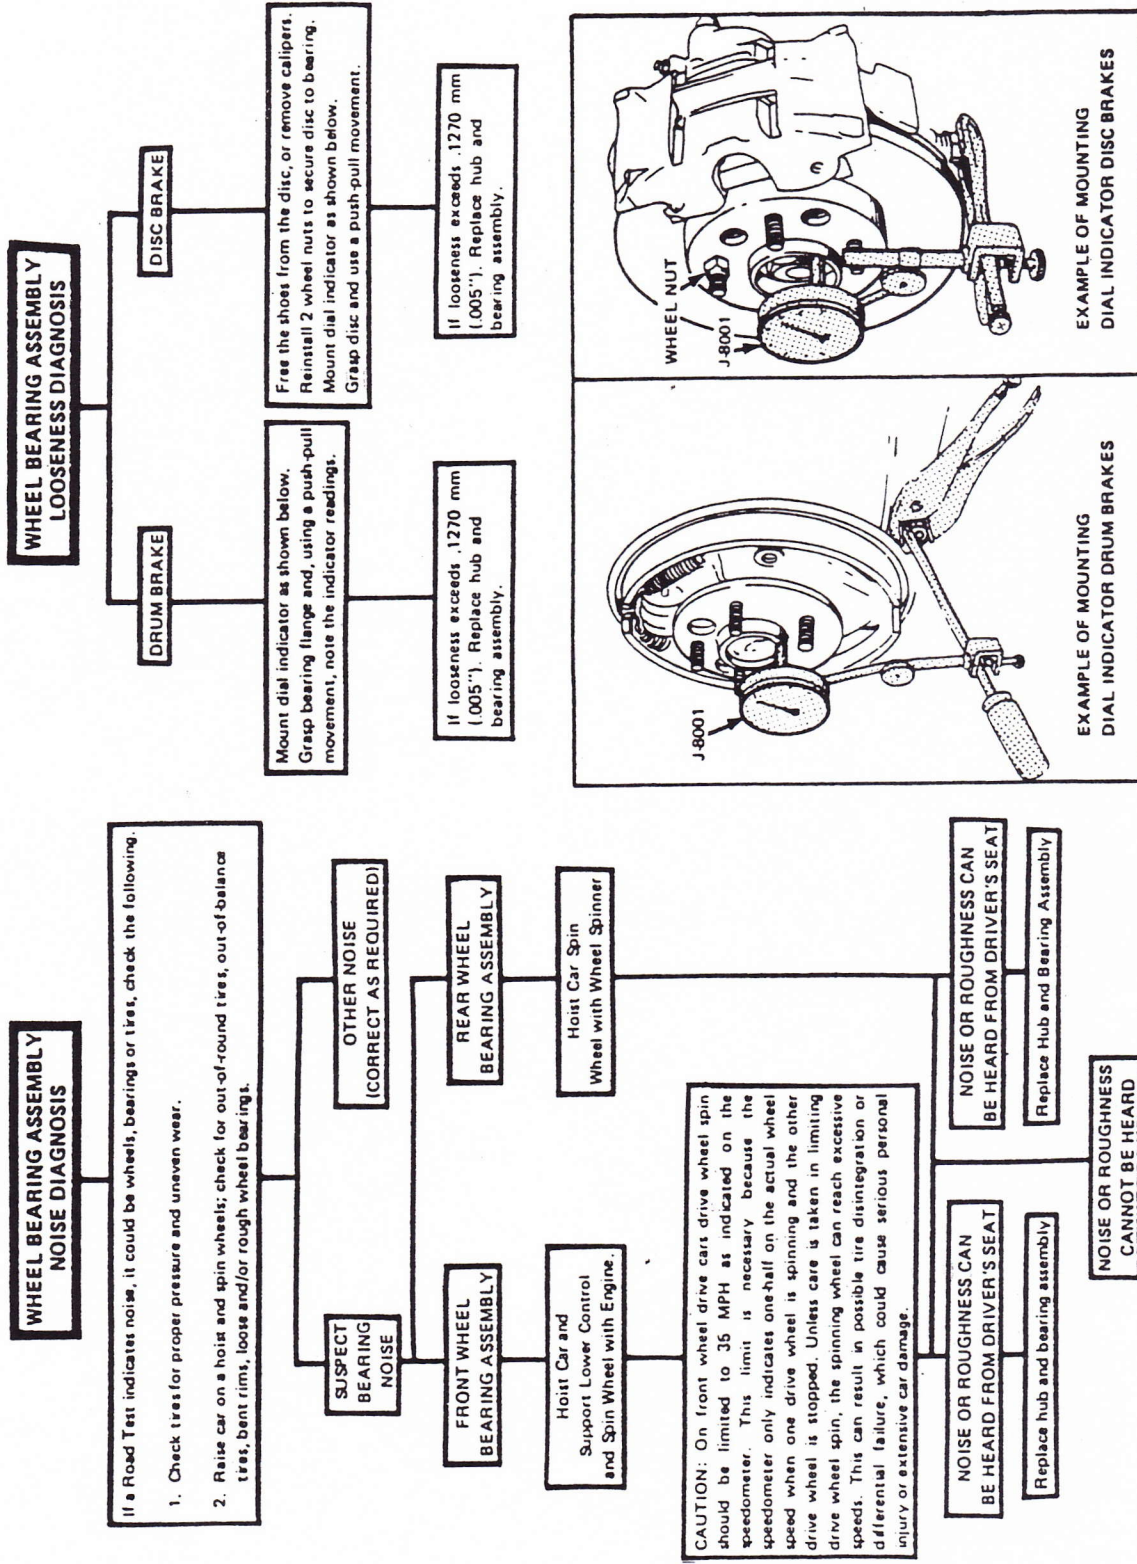 WHEEL BEARING ASSEMBLY
NOISE DIAGNOSIS
If a Road Test indicates noise, it could be wheels, bearings or tires, check the following.
1. Check tires for proper pressure and uneven wear.
2. Raise car on a hoist and spin wheels; check for out-of-round tires, out-of-balance
tires, bent rims, loose and/or rough wheel bearings.
SUSPECT
BEARING
NOISE
OTHER NOISE
(CORRECT AS REQUIRED)
FRONT WHEEL
BEARING ASSEMBLY
REAR WHEEL
BEARING ASSEMBLY
Hoist Car and
Support Lower Control
and Spin Wheel with Engine.
Hoist Car Spin
Wheel with Wheel Spinner
CAUTION: On front wheel drive cars drive wheel spin
should be limited to 35 MPH as indicated on the
speedometer. This limit is necessary because the
speedometer only indicates one-half on the actual wheel
speed when one drive wheel is spinning and the other
drive wheel is stopped. Unless care is taken in limiting
drive wheel spin, the spinning wheel can reach excessive
speeds. This can result in possible tire disintegration or
differential failure, which could cause serious personal
injury or extensive car damage.
NOISE OR ROUGHNESS CAN
BE HEARD FROM DRIVER'S SEAT
Replace hub and bearing assembly
NOISE OR ROUGHNESS CAN
BE HEARD FROM DRIVER'S SEAT
Replace Hub and Bearing Assembly
NOISE OR ROUGHNESS
CANNOT BE HEARD
WHEEL BEARING ASSEMBLY
LOOSENESS DIAGNOSIS
DRUM BRAKE
DISC BRAKE
Mount dial indicator as shown below.
Grasp bearing flange and, using a push-pull
movement, note the indicator readings.
Free the shoes from the disc, or remove calipers.
Reinstall 2 wheel nuts to secure disc to bearing.
Mount dial indicator as shown below.
Grasp disc and use a push-pull movement.
If looseness exceeds .1270 mm
(.005"). Replace hub and
bearing assembly.
If looseness exceeds .1270 mm
(.005"). Replace hub and
bearing assembly.
J-8001
EXAMPLE OF MOUNTING
DIAL INDICATOR DRUM BRAKES
WHEEL NUT
J-8001
EXAMPLE OF MOUNTING
DIAL INDICATOR DISC BRAKES